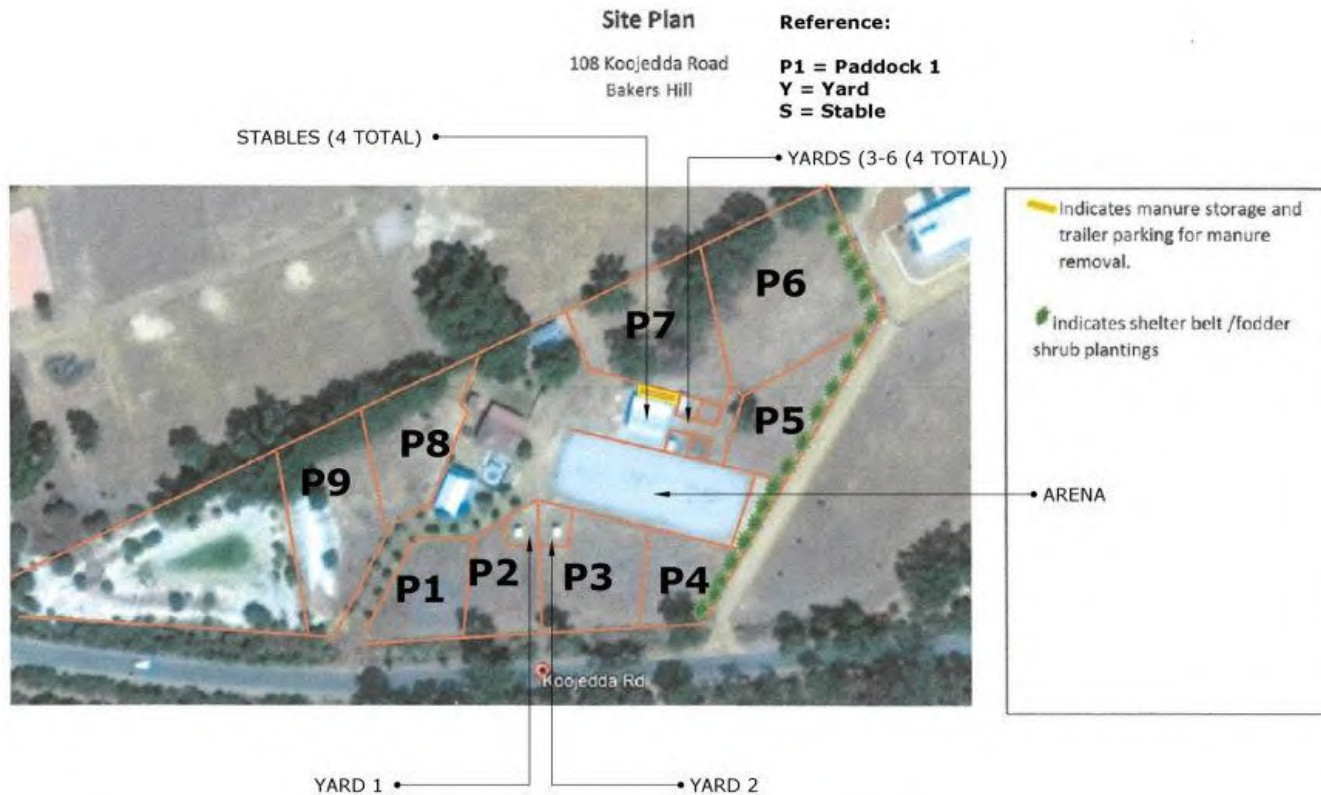 Site Plan
108 Koojedda Road
Bakers Hill
Reference:
P1 = Paddock 1
Y = Yard
S = Stable
STABLES (4 TOTAL)
YARDS (3-6 (4 TOTAL))
Indicates manure storage and
trailer parking for manure
removal.
Indicates shelter belt /fodder
shrub plantings
P6
P7
P5
P8
P9
ARENA
P1
P2
P3
P4
Koojedda Rd
YARD 1
YARD 2